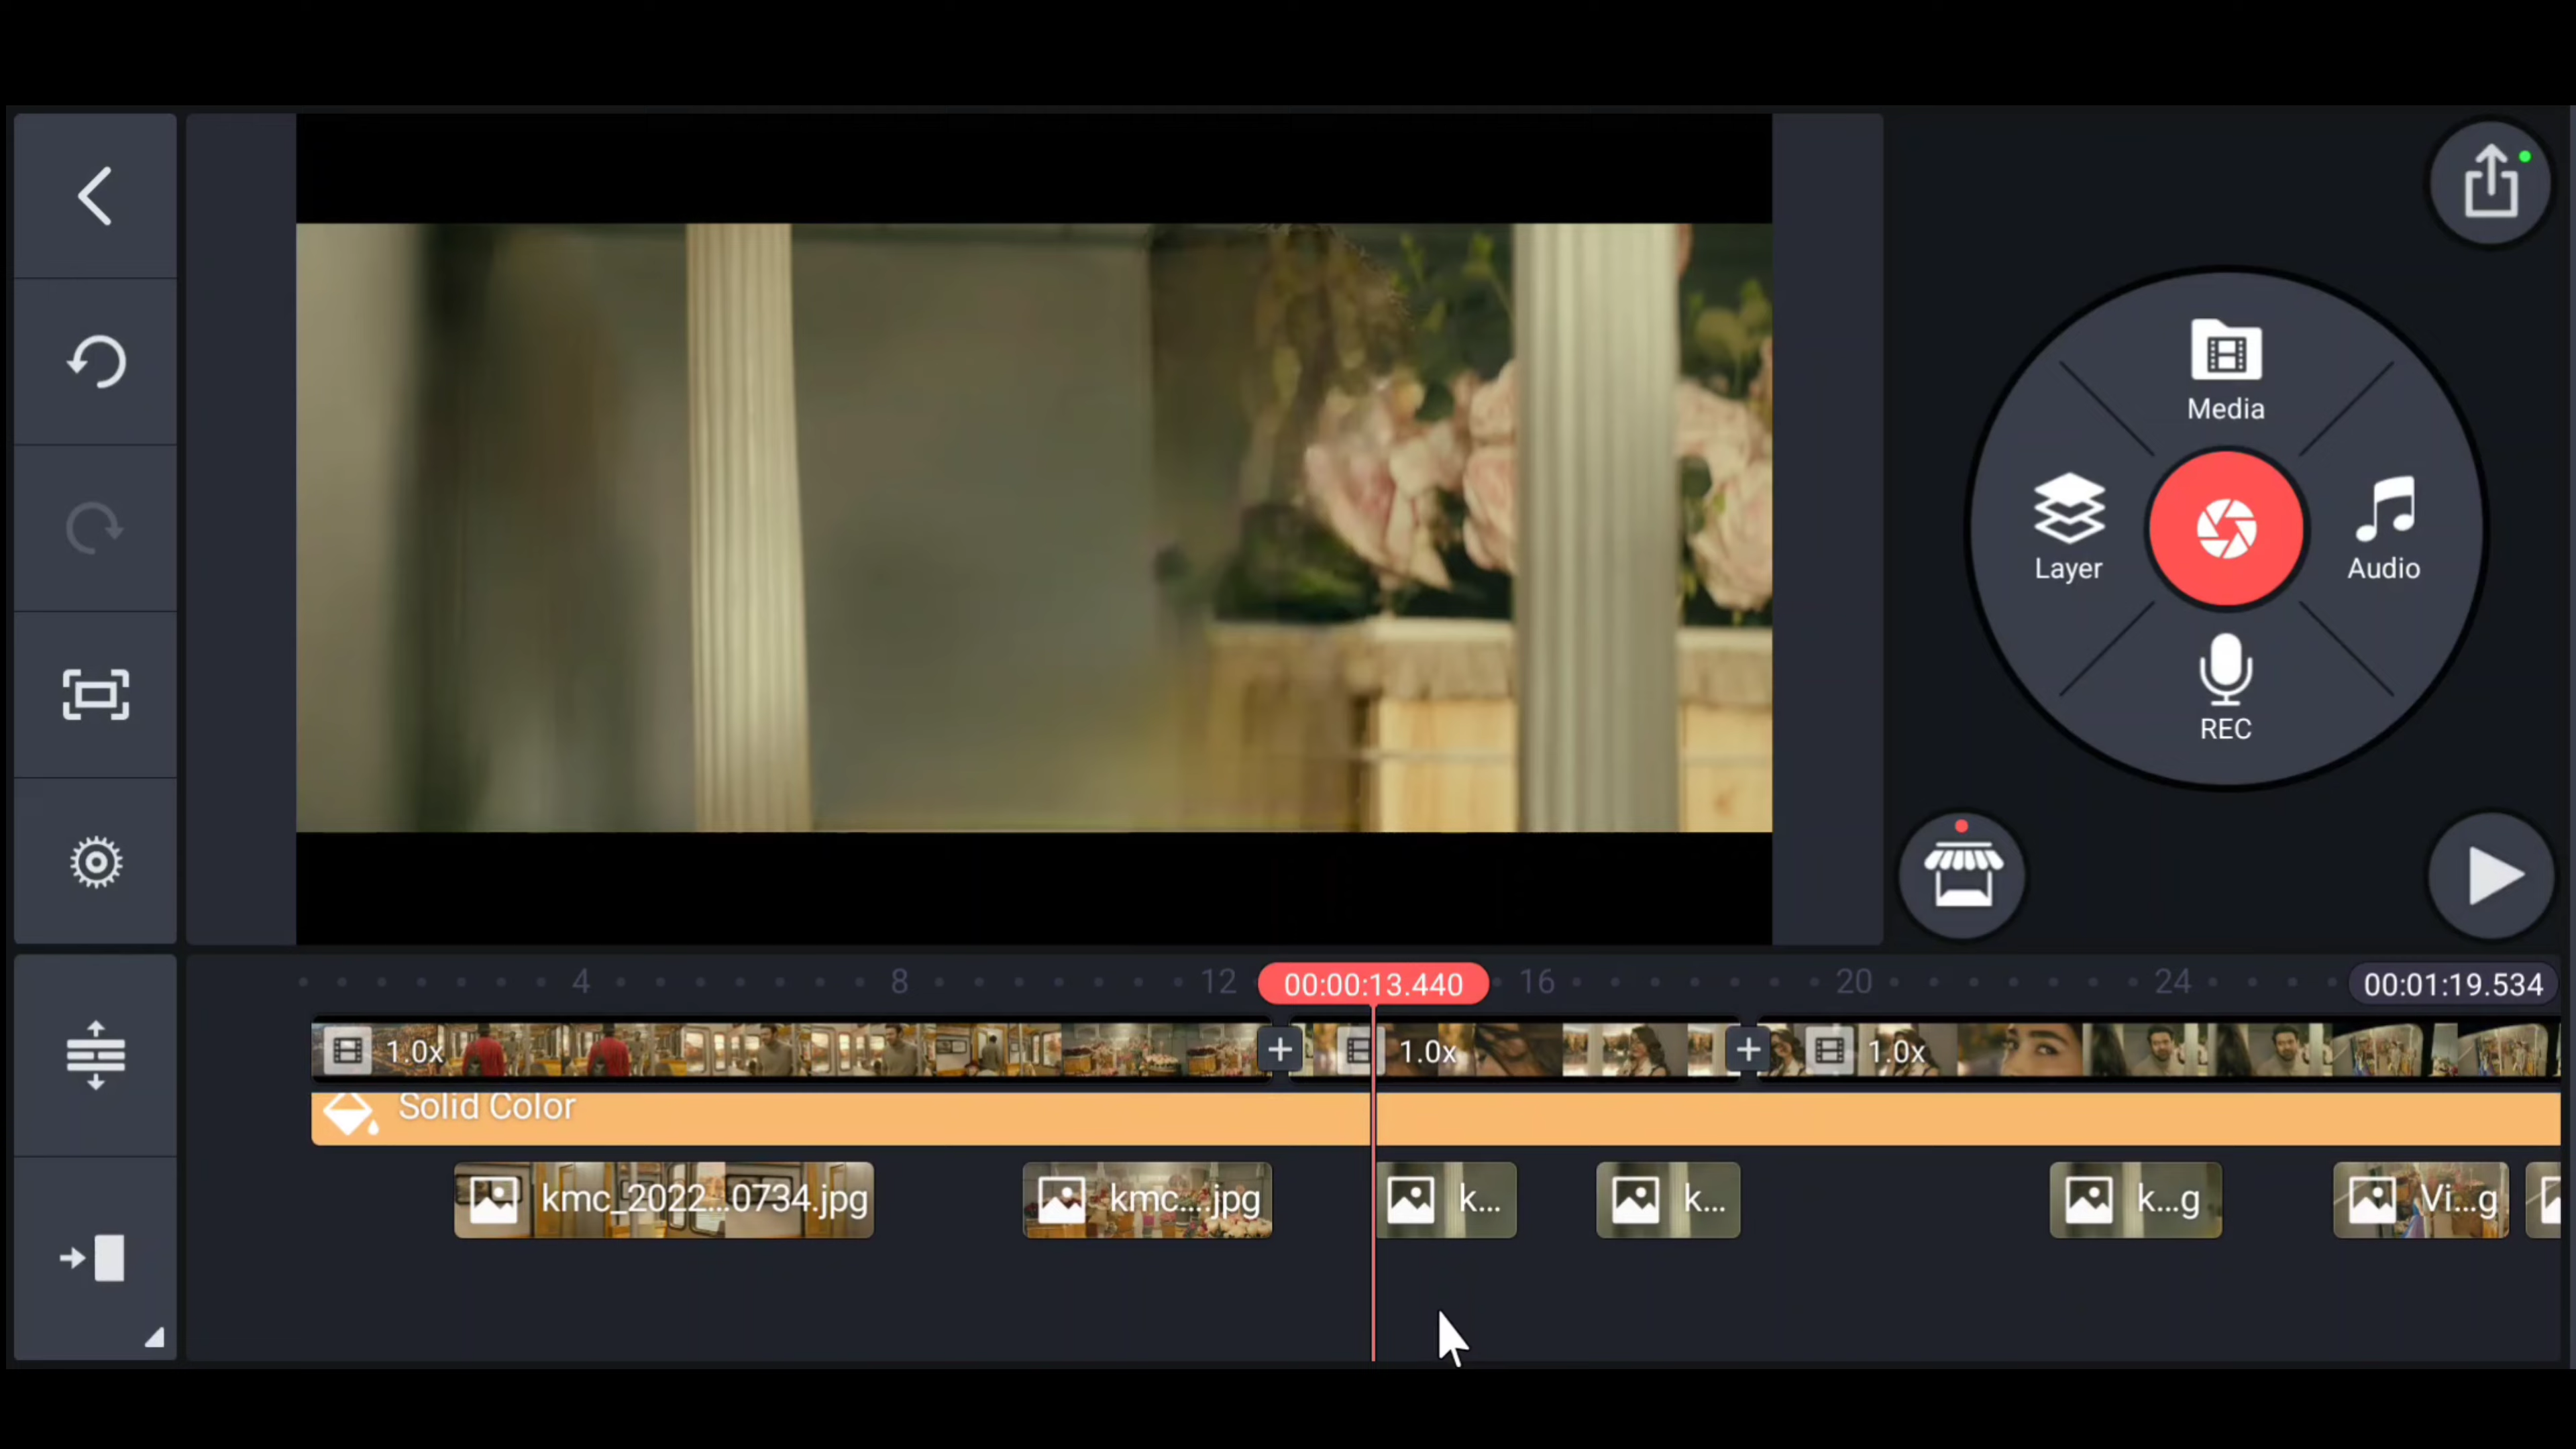 Media
Layer
Audio
REC
4
8
12
00:00:13.440
16
20
24
00:01:19.534
1.0x
1.0x
1.0x
Solid Color
kmc_2022...0734.jpg
kmc....jpg
k...
k...
k...g
Vi...g